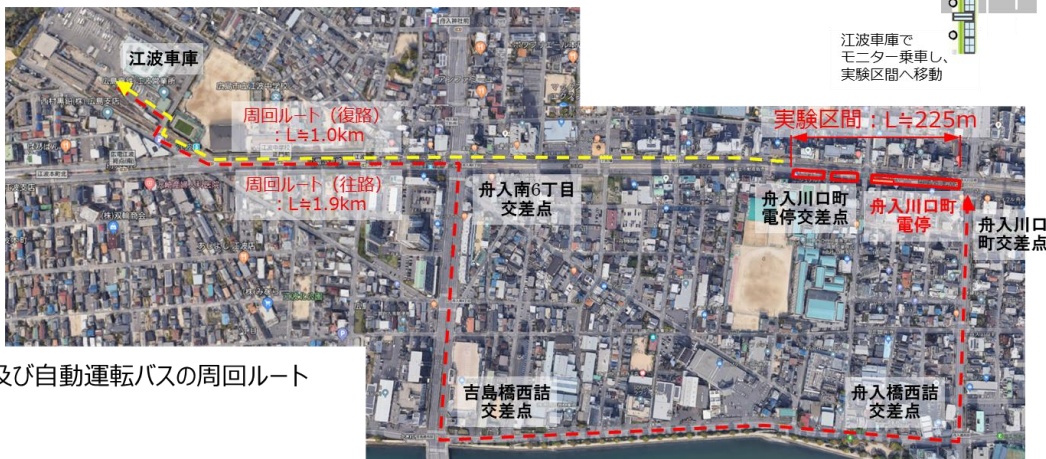 江波車庫で
モニター乗車し、
実験区間へ移動
江波車庫
周回ルート（復路）
：L≒1.0km
実験区間：L≒225m
周回ルート（往路）
：L≒1.9km
舟入南6丁目
交差点
舟入川口町
電停交差点
舟入川口町
電停
舟入川口
町交差点
吉島橋西詰
交差点
舟入橋西詰
交差点
及び自動運転バスの周回ルート